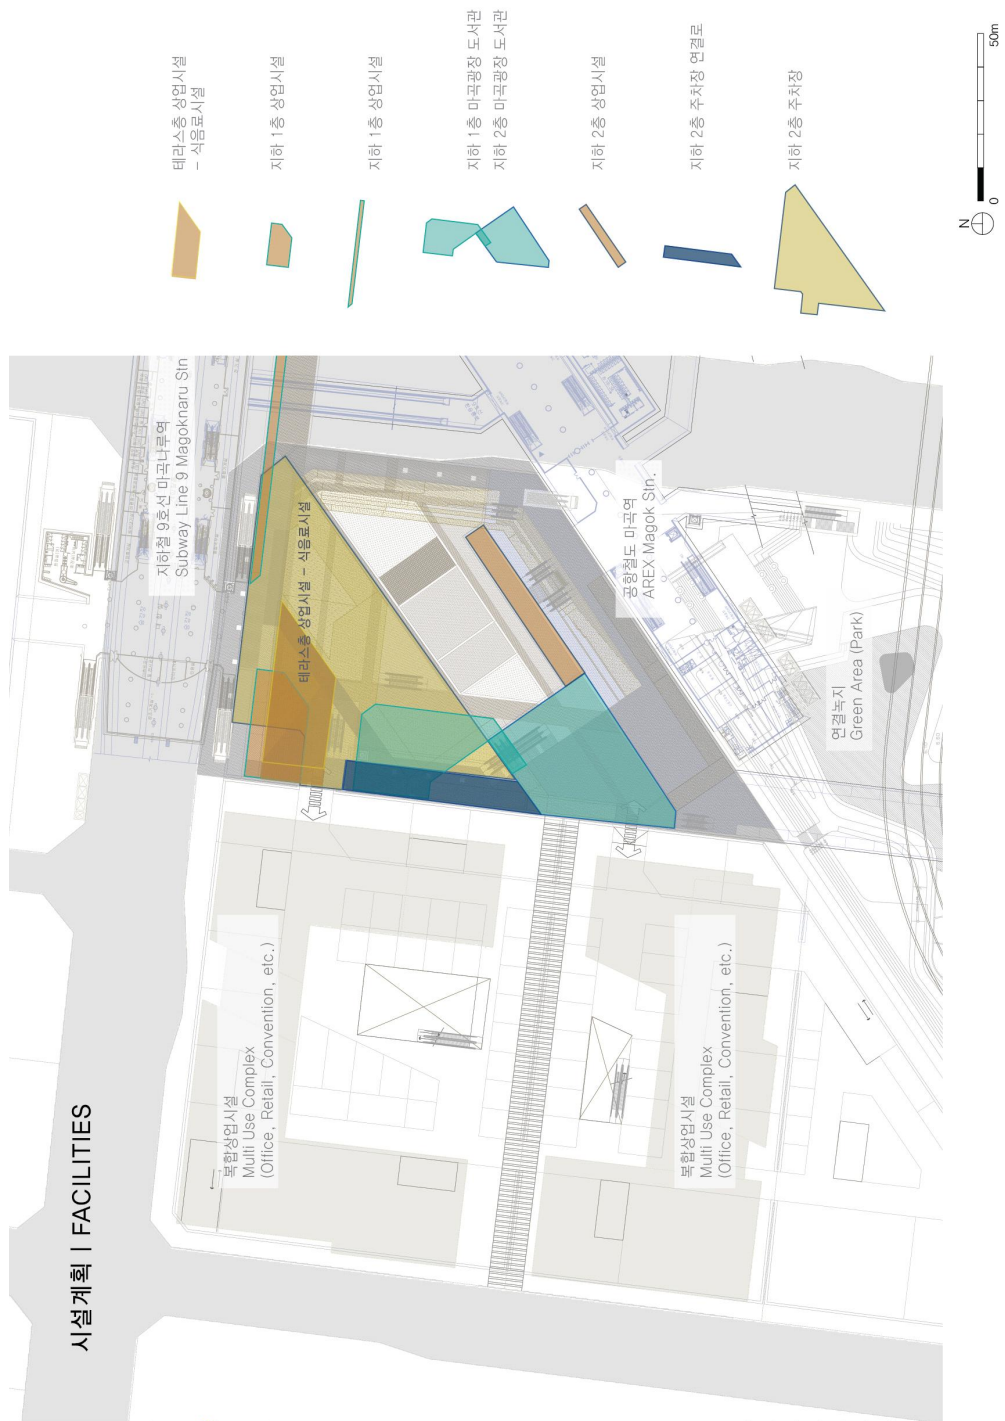 시설계획 | FACILITIES
지하철 9호선 마곡나루역
Subway Line 9 Magoknaru Stn
테라스층 상업시설 - 식음료시설
공항철도 마곡역
AREX Magok Stn.
연결녹지
Green Area (Park)
복합상업시설
Multi Use Complex
(Office, Retail, Convention, etc.)
복합상업시설
Multi Use Complex
(Office, Retail, Convention, etc.)
테라스층 상업시설
- 식음료시설
지하 1층 상업시설
지하 1층 상업시설
지하 1층 마곡광장 도서관
지하 2층 마곡광장 도서관
지하 2층 상업시설
지하 2층 주차장 연결로
지하 2층 주차장
N
0
50m